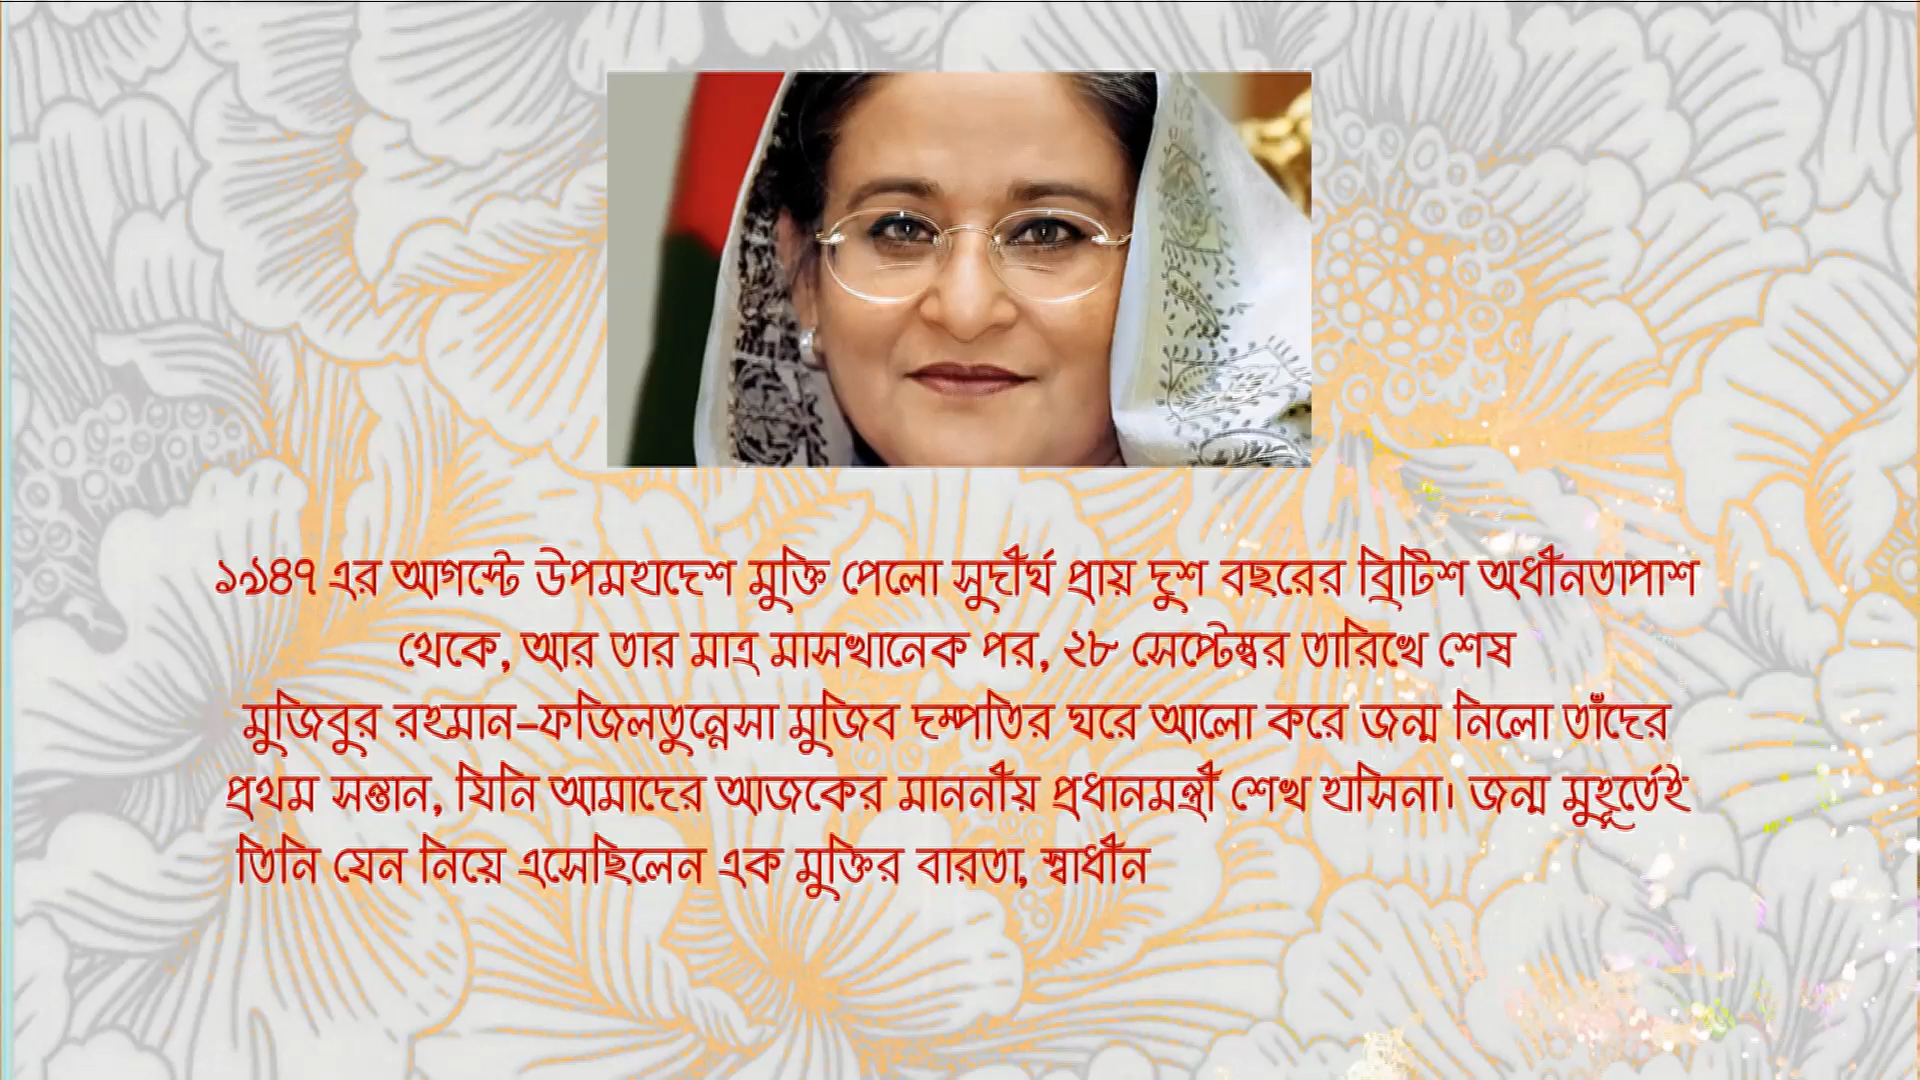 ১৯৪৭ এর আগস্টে উপমহাদেশ মুক্তি পেলো সুদীর্ঘ প্রায় দুশ বছরের ব্রিটিশ অধীনতাপাশ
থেকে, আর তার মাত্র মাসখানেক পর, ২৮ সেপ্টেম্বর তারিখে শেষ
মুজিবুর রহমান-ফজিলতুন্নেসা মুজিব দম্পতির ঘরে আলো করে জন্ম নিলো তাঁদের
প্রথম সন্তান, যিনি আমাদের আজকের মাননীয় প্রধানমন্ত্রী শেখ হাসিনা। জন্ম মুহূর্তেই
তিনি যেন নিয়ে এসেছিলেন এক মুক্তির বারতা, স্বাধীন